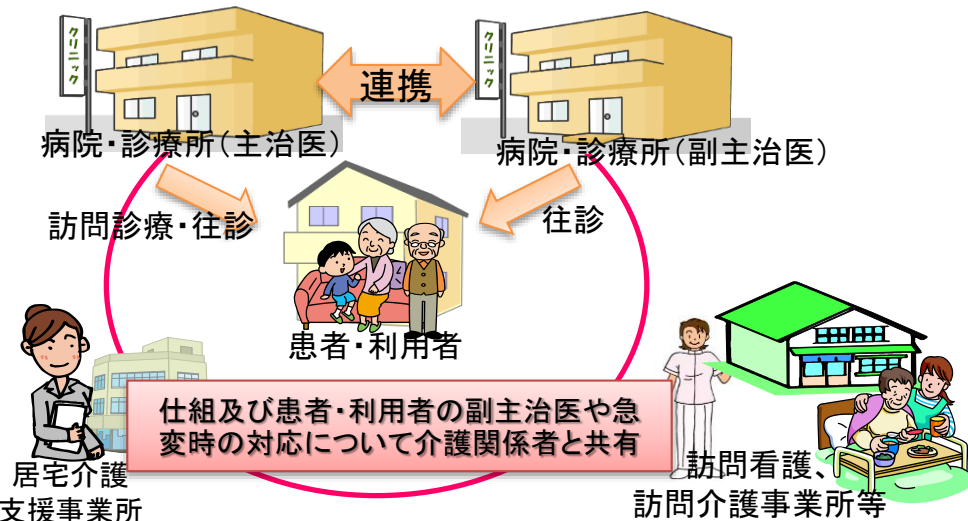 クリニック
クリニック
連携
病院・診療所（主治医）
病院・診療所（副主治医）
訪問診療・往診
往診
患者・利用者
仕組及び患者・利用者の副主治医や急
変時の対応について介護関係者と共有
居宅介護
支援事業所
訪問看護、
訪問介護事業所等